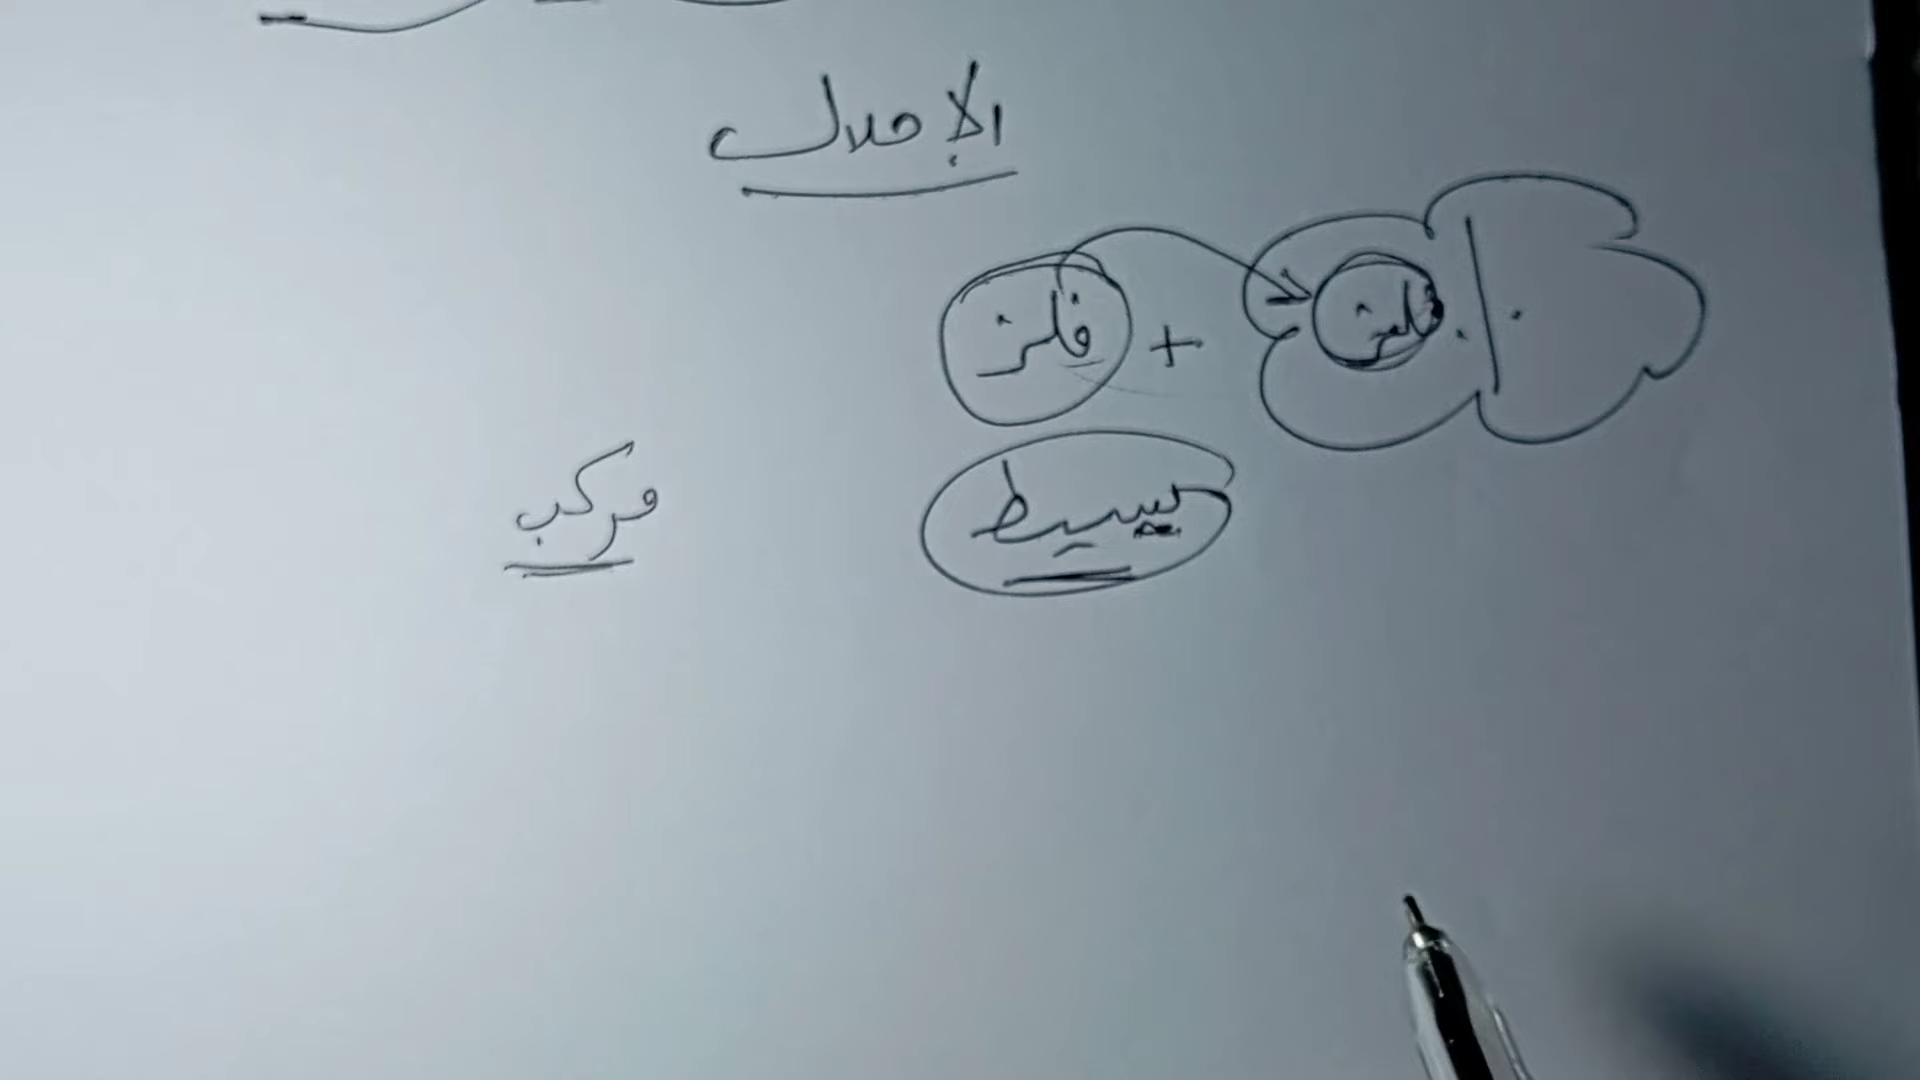 الإحلال
فلز + فلز
بسيط
مركب